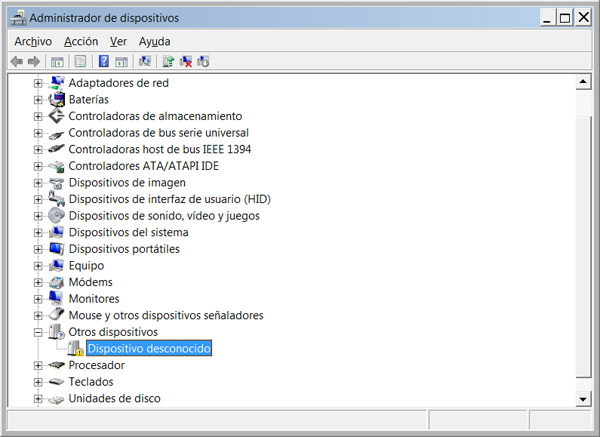 Administrador de dispositivos
Archivo Acción Ver Ayuda
Adaptadores de red
Baterías
Controladoras de almacenamiento
Controladoras de bus serie universal
Controladoras host de bus IEEE 1394
Controladores ATA/ATAPI IDE
Dispositivos de imagen
Dispositivos de interfaz de usuario (HID)
Dispositivos de sonido, vídeo y juegos
Dispositivos del sistema
Dispositivos portátiles
Equipo
Módems
Monitores
Mouse y otros dispositivos señaladores
Otros dispositivos
Dispositivo desconocido
Procesador
Teclados
Unidades de disco